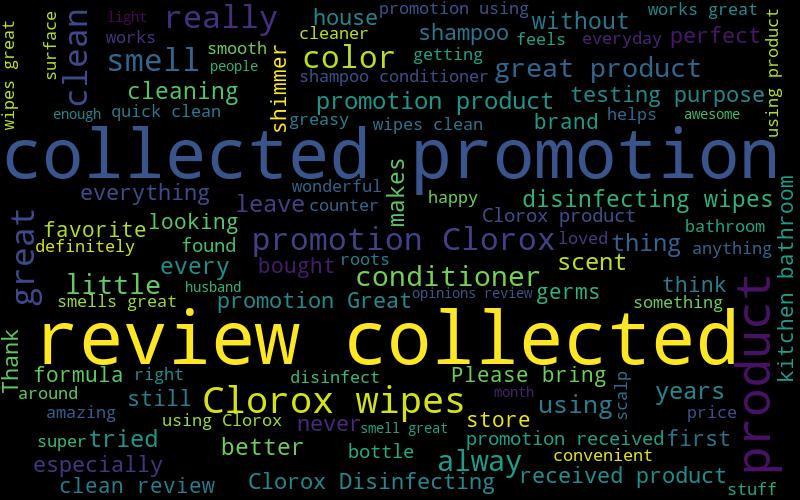 light
promotion using
works great
really
house
without
wipes great
surface
clean
works
cleaner
shampoo
feels
everyday
perfect
using product
smell
smooth
people
color
getting
shampoo conditioner
great product
shimmer
cleaning
promotion product
testing purpose
enough
quick clean
greasy
wipes clean
brand
helps
awesome
collected promotion
everything
wonderful
makes
happy
disinfecting wipes
kitchen bathroom
leave
counter
Clorox product
great
favorite
looking
promotion Clorox
loved
thing
bathroom
anything
definitely
found
every
bought
roots
scent
little
husband
conditioner
think
product
smells great
promotion Great
opinions review
germs
something
review collected
Thank
formula
right
disinfect
Please bring
scalp
around
still
Clorox wipes
month
using
years
amazing
using Clorox
never
smell great
store
price
super
tried
better
bottle
promotion received
first
especially
alway
convenient
clean review
Clorox Disinfecting
received product
stuff